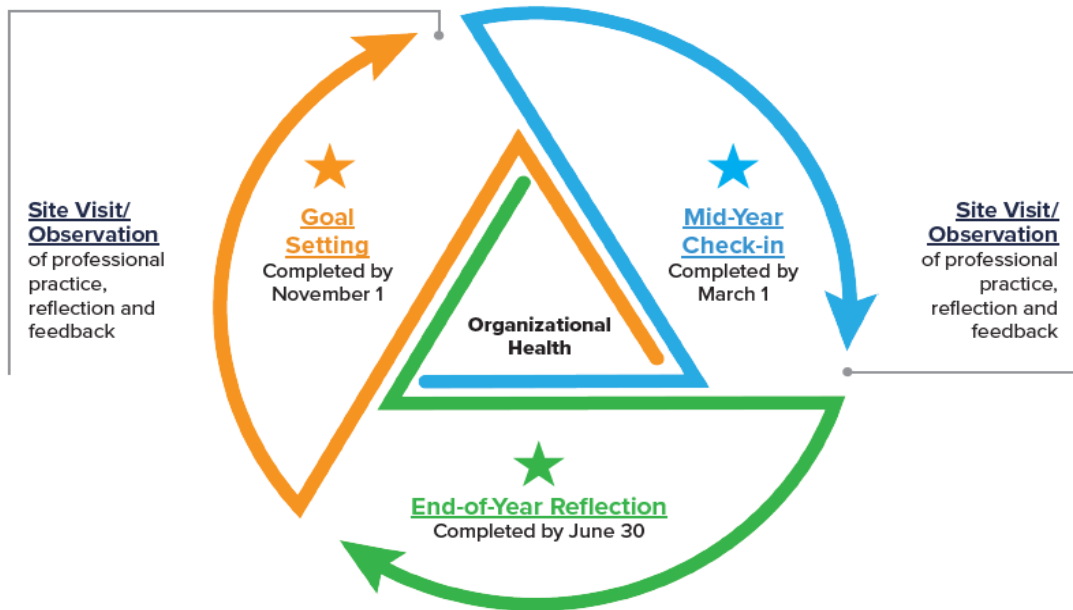 Site Visit/
Observation
of professional
practice,
reflection and
feedback
Goal
Setting
Completed by
November 1
Organizational
Health
Mid-Year
Check-in
Completed by
March 1
Site Visit/
Observation
of professional
practice,
reflection and
feedback
End-of-Year Reflection
Completed by June 30